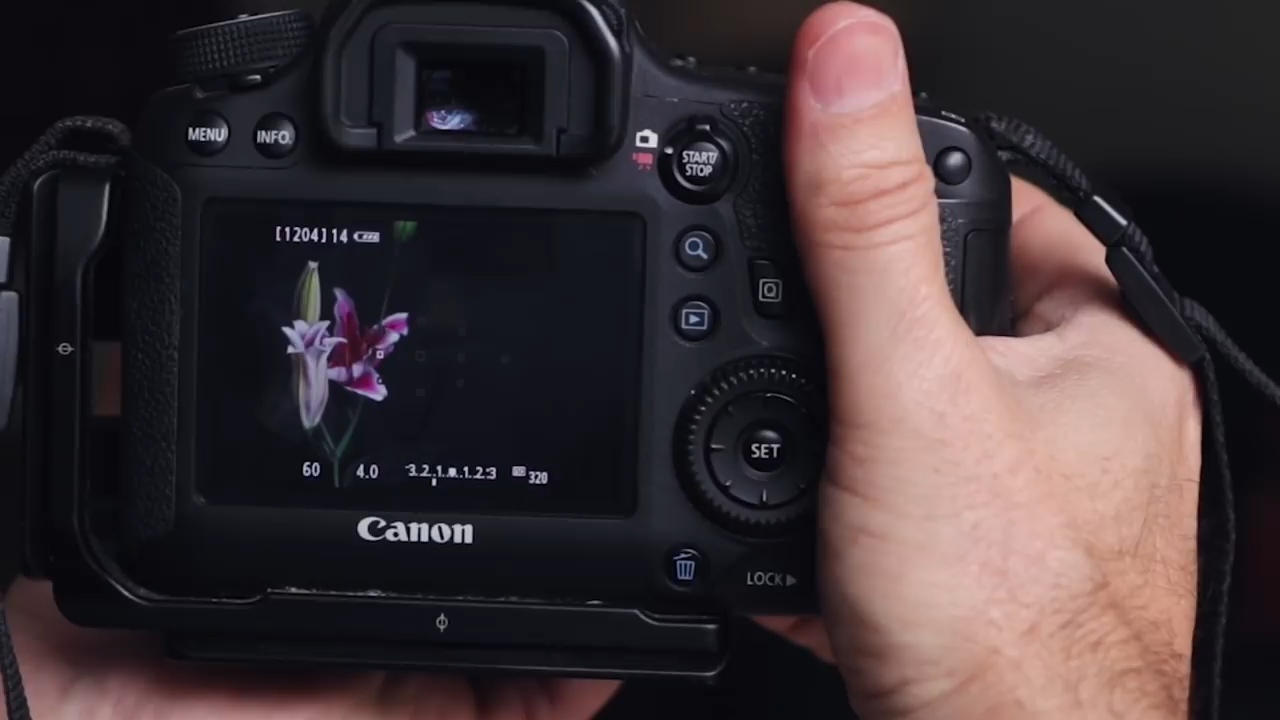 MENU
INFO.
START/
STOP
[1204] 14
Q
60 4.0 -3..2..1..▪..1..2..3 ISO 320
SET
Canon
LOCK▶